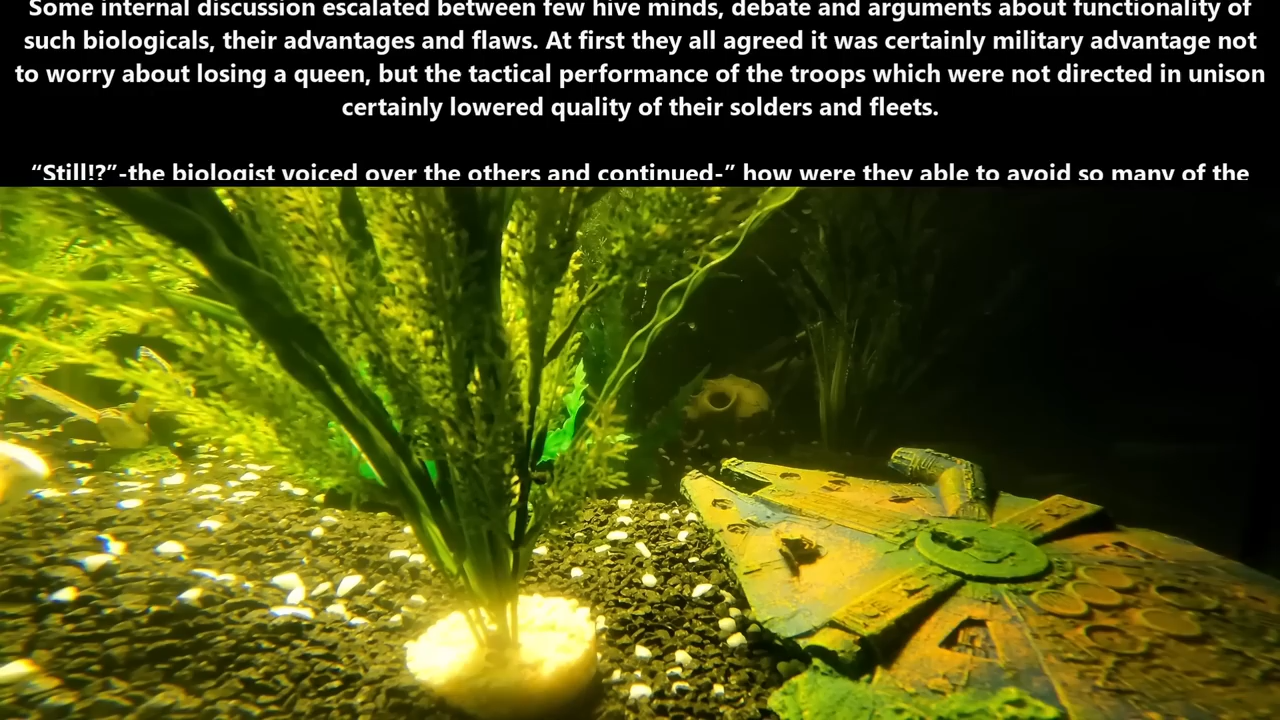 Some internal discussion escalated between few hive minds, debate and arguments about functionality of
such biologicals, their advantages and flaws. At first they all agreed it was certainly military advantage not
to worry about losing a queen, but the tactical performance of the troops which were not directed in unison
certainly lowered quality of their solders and fleets.
“Still!?”-the biologist voiced over the others and continued-” how were they able to avoid so many of the